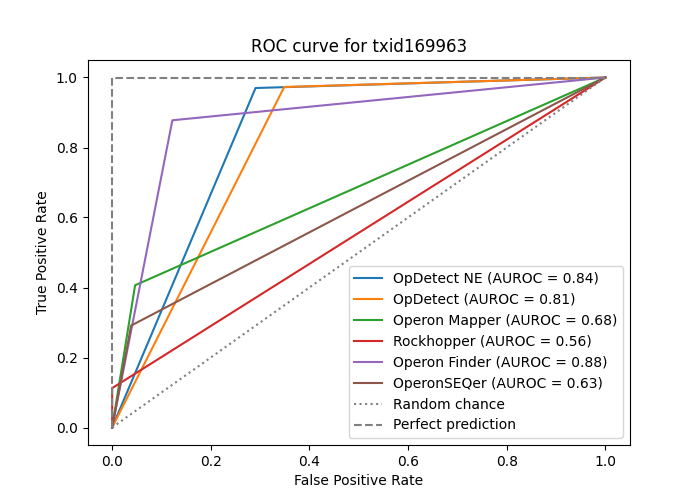 ROC curve for txid169963
1.0
0.8
0.6
0.4
0.2
0.0
True Positive Rate
OpDetect NE (AUROC = 0.84)
OpDetect (AUROC = 0.81)
Operon Mapper (AUROC = 0.68)
Rockhopper (AUROC = 0.56)
Operon Finder (AUROC = 0.88)
OperonSEQer (AUROC = 0.63)
Random chance
Perfect prediction
0.0 0.2 0.4 0.6 0.8 1.0
False Positive Rate